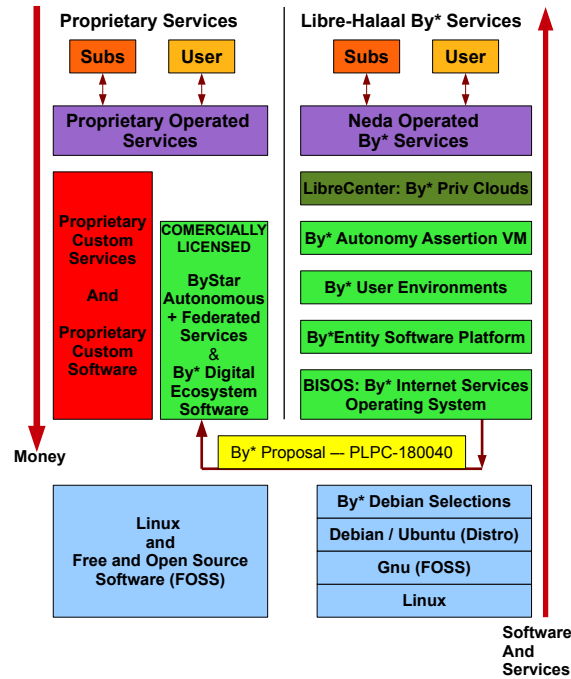 Proprietary Services
Subs
User
Proprietary Operated
Services
Proprietary
Custom
Services
And
Proprietary
Custom
Software
COMERCIALLY
LICENSED
ByStar
Autonomous
+ Federated
Services
&
By* Digital
Ecosystem
Software
Money
Linux
and
Free and Open Source
Software (FOSS)
Libre-Halaal By* Services
Subs
User
Neda Operated
By* Services
LibreCenter: By* Priv Clouds
By* Autonomy Assertion VM
By* User Environments
By*Entity Software Platform
BISOS: By* Internet Services
Operating System
By* Proposal –- PLPC-180040
By* Debian Selections
Debian / Ubuntu (Distro)
Gnu (FOSS)
Linux
Software
And
Services